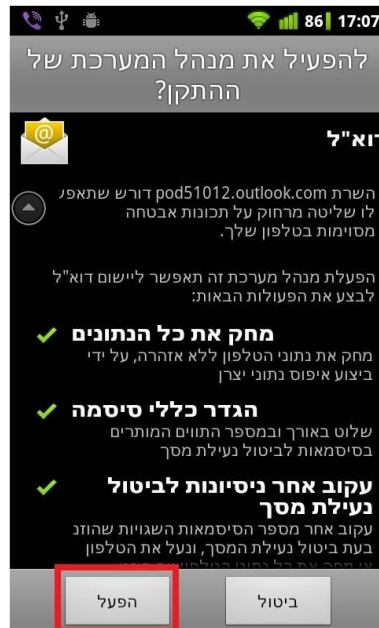 86 17:07
להפעיל את מנהל המערכת של
ההתקן?
דוא"ל
השרת pod51012.outlook.com דורש שתאפשר
לו שליטה מרחוק על תכונות אבטחה
מסוימות בטלפון שלך.
הפעלת מנהל מערכת זה תאפשר ליישום דוא"ל
לבצע את הפעולות הבאות:
מחק את כל הנתונים
מחק את נתוני הטלפון ללא אזהרה, על ידי
ביצוע איפוס נתוני יצרן
הגדר כללי סיסמה
שלוט באורך ובמספר התווים המותרים
בסיסמאות לביטול נעילת מסך
עקוב אחר ניסיונות לביטול
נעילת מסך
עקוב אחר מספר הסיסמאות השגויות שהוזנו
בעת ביטול נעילת המסך, ונעל את הטלפון
הפעל
ביטול